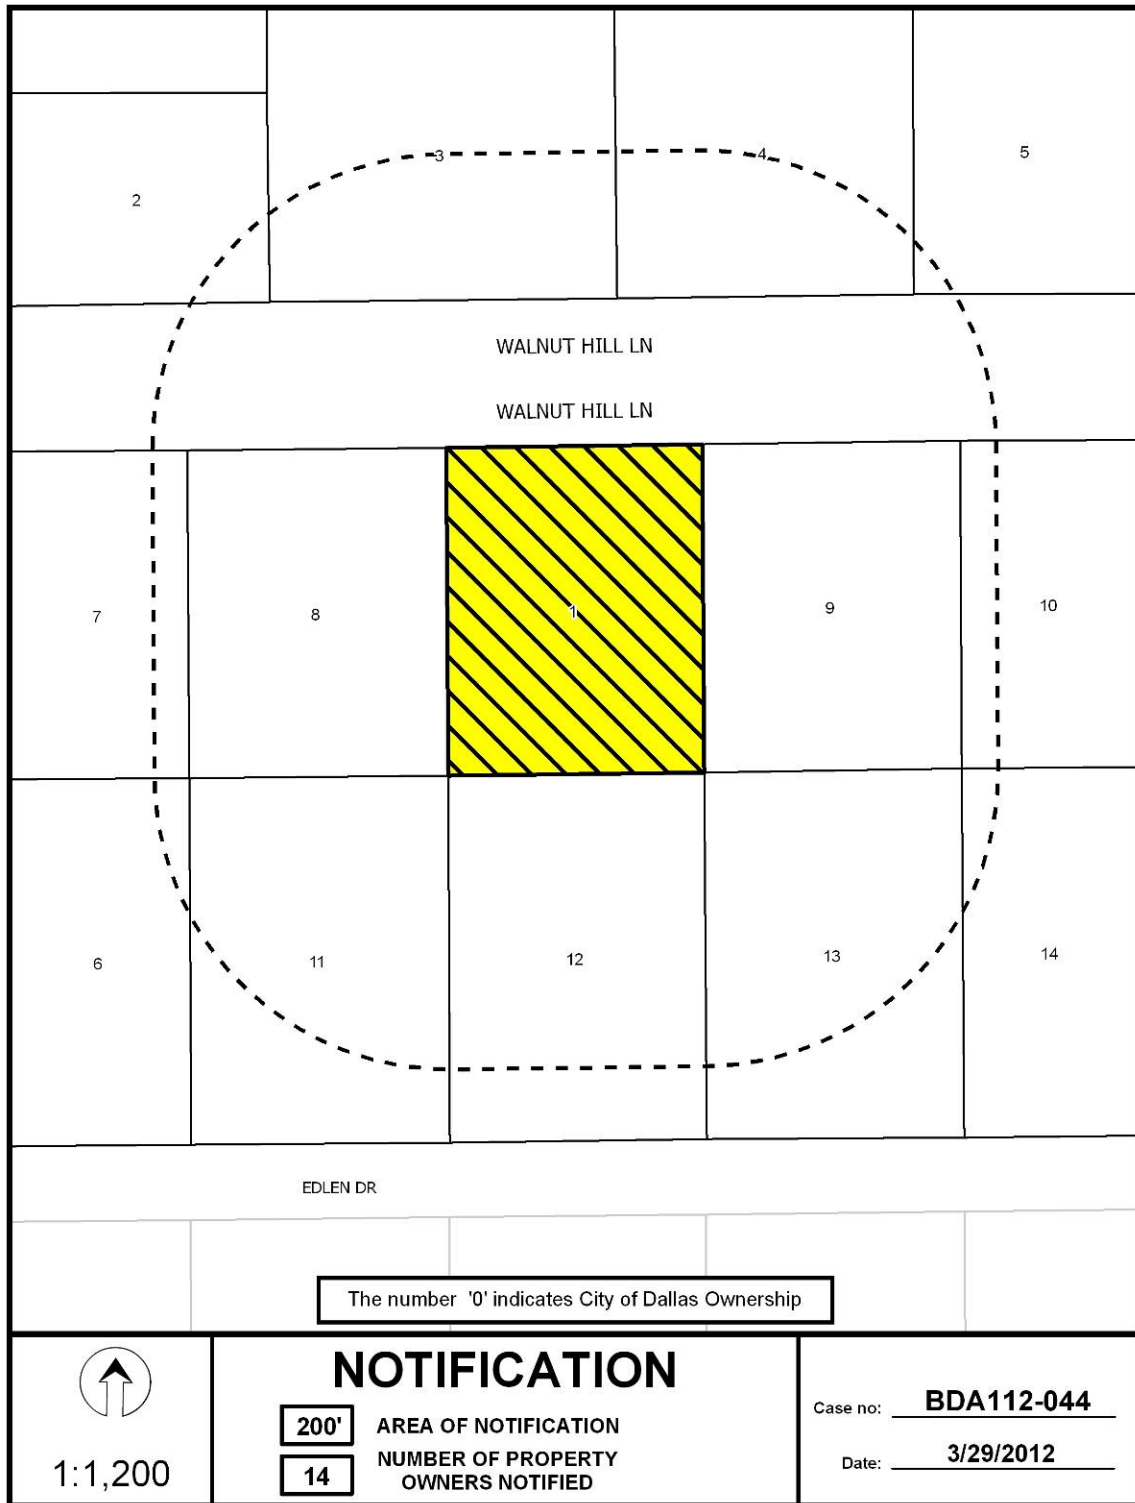 3
4
5
2
WALNUT HILL LN
WALNUT HILL LN
7
8
1
9
10
6
11
12
13
14
EDLEN DR
The number '0' indicates City of Dallas Ownership
1:1,200
NOTIFICATION
200' AREA OF NOTIFICATION
14 NUMBER OF PROPERTY
OWNERS NOTIFIED
Case no: BDA112-044
Date: 3/29/2012